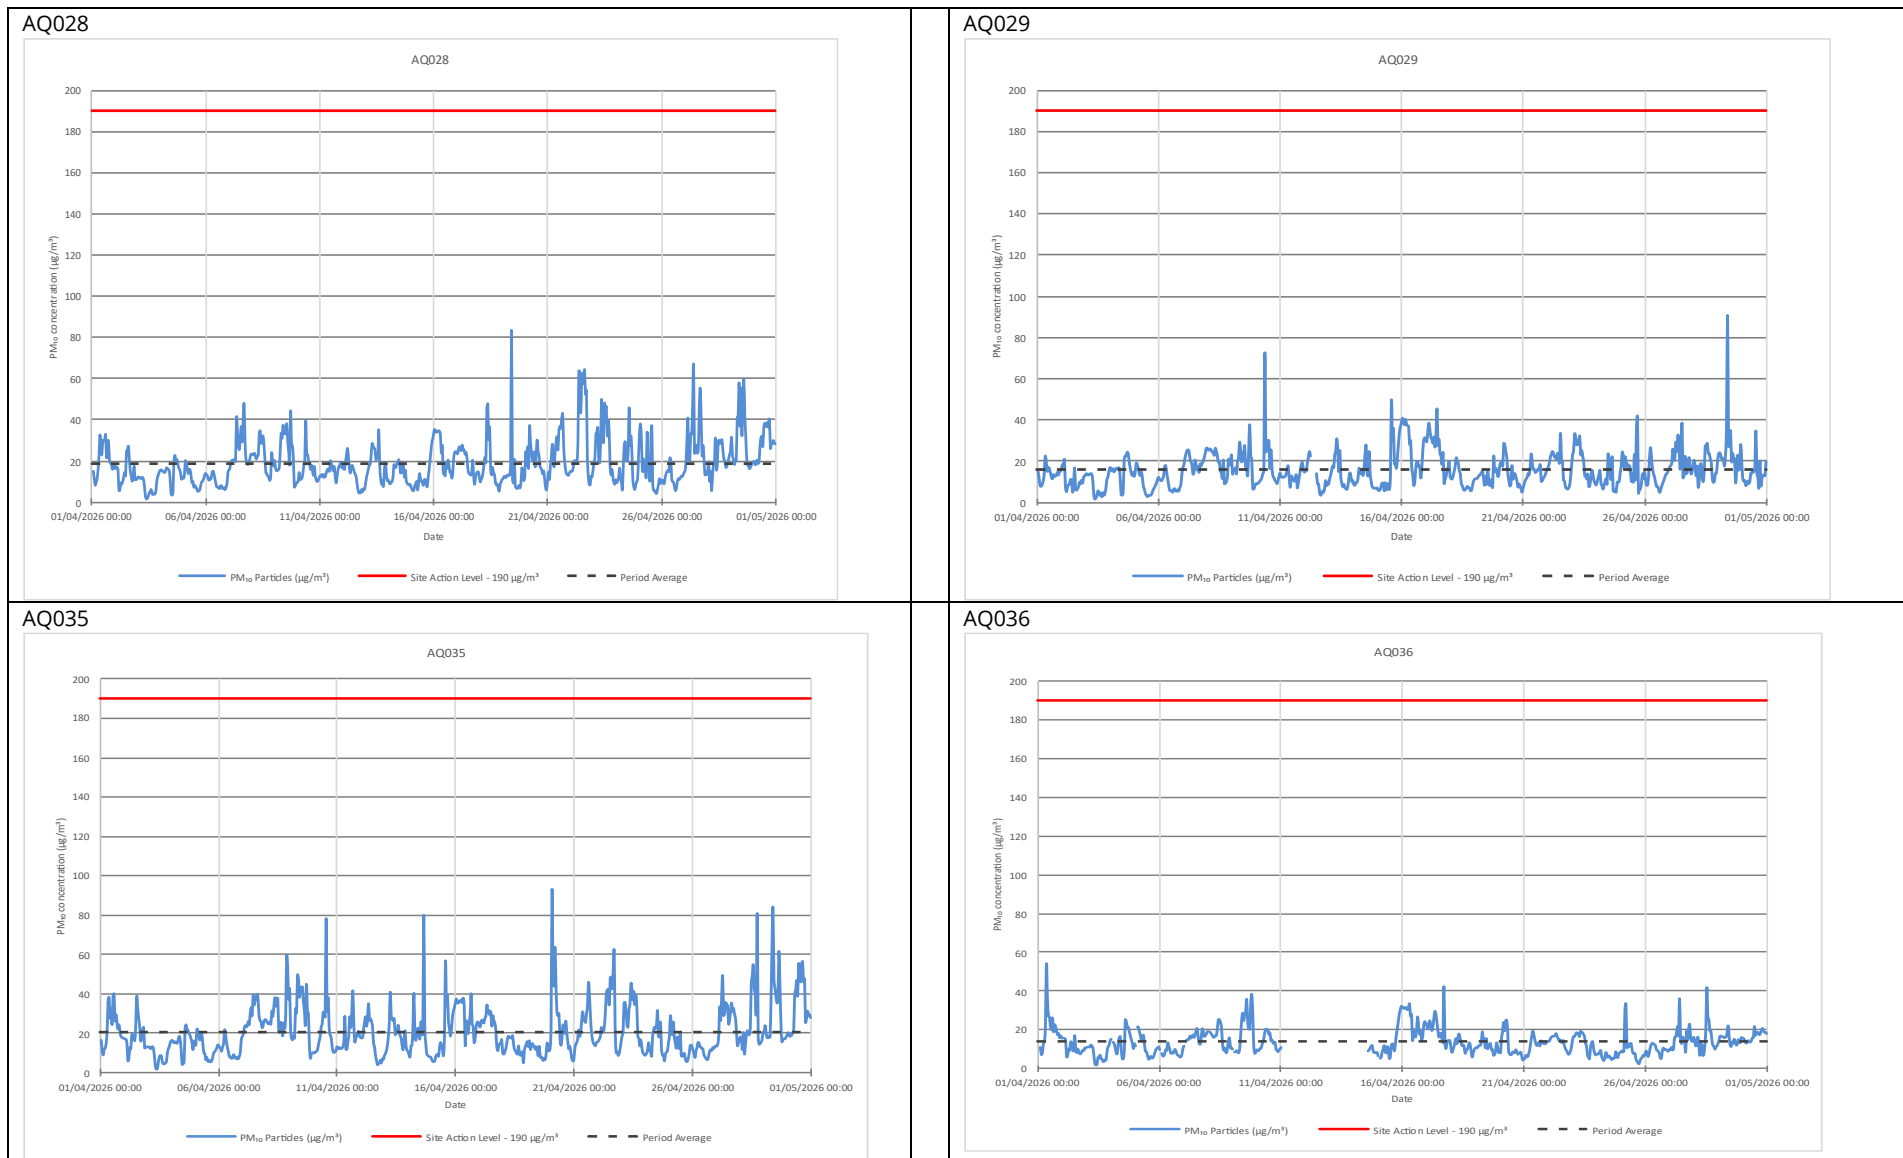 AQ028
AQ028
200
180
160
140
120
100
80
60
40
20
0
PM₁₀ concentration (µg/m³)
01/04/2026 00:00 06/04/2026 00:00 11/04/2026 00:00 16/04/2026 00:00 21/04/2026 00:00 26/04/2026 00:00 01/05/2026 00:00
Date
PM₁₀ Particles (µg/m³) Site Action Level - 190 µg/m³ Period Average
AQ029
AQ029
200
180
160
140
120
100
80
60
40
20
0
PM₁₀ concentration (µg/m³)
01/04/2026 00:00 06/04/2026 00:00 11/04/2026 00:00 16/04/2026 00:00 21/04/2026 00:00 26/04/2026 00:00 01/05/2026 00:00
Date
PM₁₀ Particles (µg/m³) Site Action Level - 190 µg/m³ Period Average
AQ035
AQ035
200
180
160
140
120
100
80
60
40
20
0
PM₁₀ concentration (µg/m³)
01/04/2026 00:00 06/04/2026 00:00 11/04/2026 00:00 16/04/2026 00:00 21/04/2026 00:00 26/04/2026 00:00 01/05/2026 00:00
Date
PM₁₀ Particles (µg/m³) Site Action Level - 190 µg/m³ Period Average
AQ036
AQ036
200
180
160
140
120
100
80
60
40
20
0
PM₁₀ concentration (µg/m³)
01/04/2026 00:00 06/04/2026 00:00 11/04/2026 00:00 16/04/2026 00:00 21/04/2026 00:00 26/04/2026 00:00 01/05/2026 00:00
Date
PM₁₀ Particles (µg/m³) Site Action Level - 190 µg/m³ Period Average